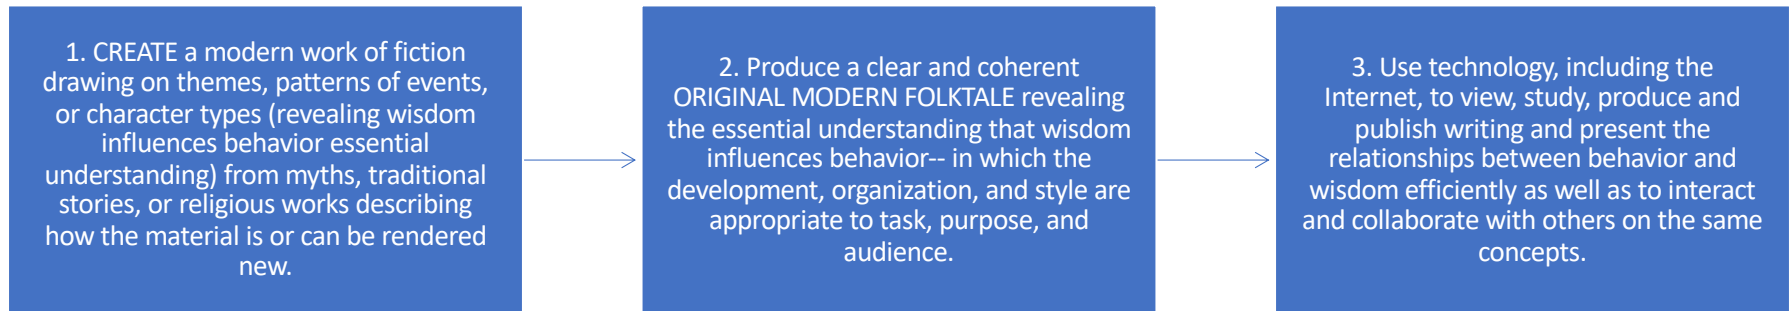 1. CREATE a modern work of fiction
drawing on themes, patterns of events,
or character types (revealing wisdom
influences behavior essential
understanding) from myths, traditional
stories, or religious works describing
how the material is or can be rendered
new.
2. Produce a clear and coherent
ORIGINAL MODERN FOLKTALE revealing
the essential understanding that wisdom
influences behavior-- in which the
development, organization, and style are
appropriate to task, purpose, and
audience.
3. Use technology, including the
Internet, to view, study, produce and
publish writing and present the
relationships between behavior and
wisdom efficiently as well as to interact
and collaborate with others on the same
concepts.